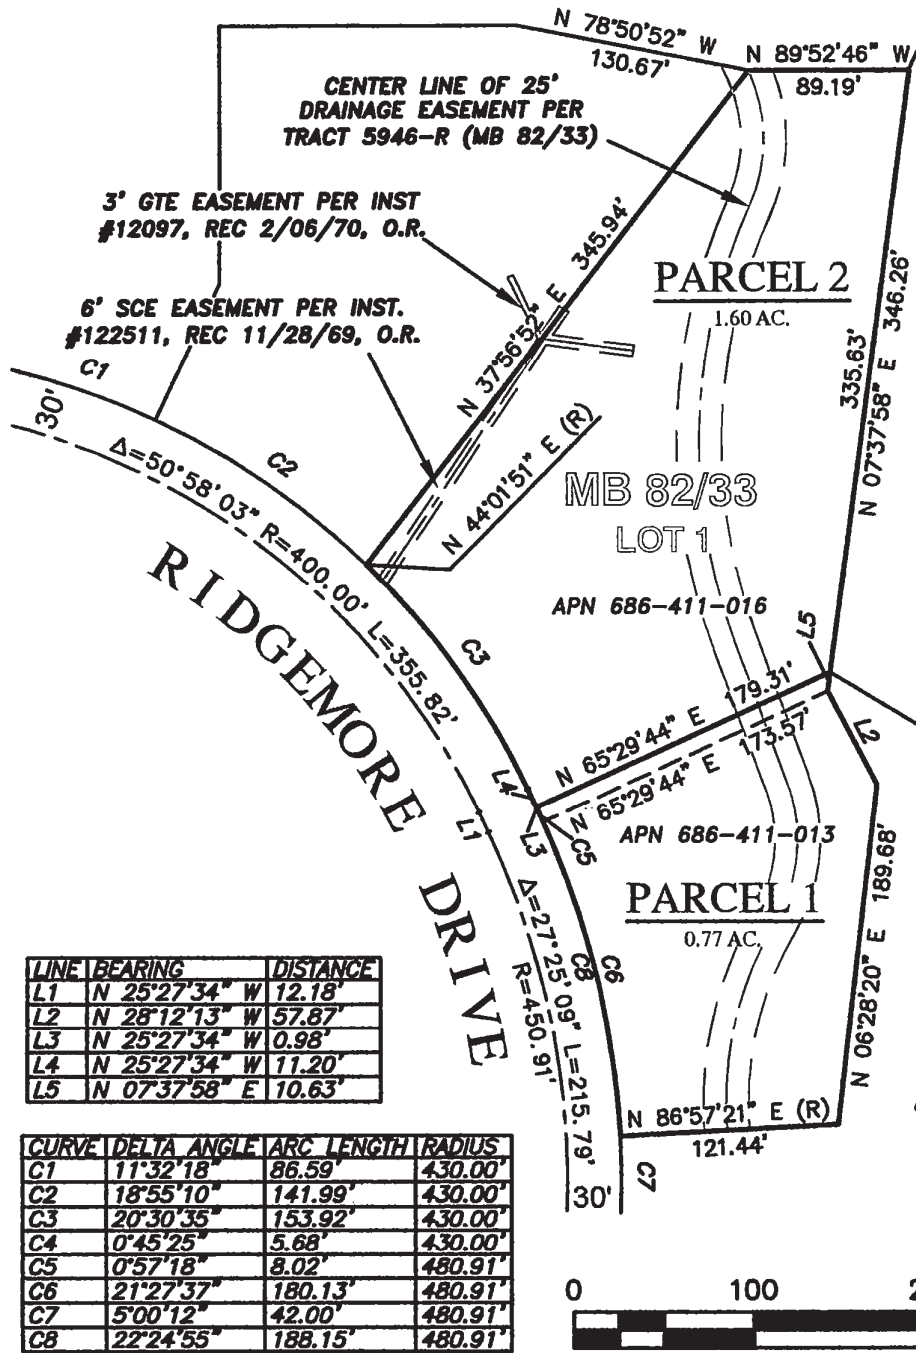 N 78°50'52" W
130.67'
N 89°52'46" W
89.19'
CENTER LINE OF 25'
DRAINAGE EASEMENT PER
TRACT 5946-R (MB 82/33)
3' GTE EASEMENT PER INST
#12097, REC 2/06/70, O.R.
6' SCE EASEMENT PER INST.
#122511, REC 11/28/69, O.R.
N 37°56'52" E 345.94'
PARCEL 2
1.60 AC.
335.63'
N 07°37'58" E 346.26'
C1
30'
C2
Δ=50°58'03" R=400.00' L=355.82'
N 44°01'51" E (R)
MB 82/33
LOT 1
APN 686-411-016
RIDGEMORE DRIVE
C3
L5
N 65°29'44" E 179.31'
N 65°29'44" E 173.57'
L2
L4
L1
L3
C5
APN 686-411-013
PARCEL 1
0.77 AC.
N 06°28'20" E 189.68'
Δ=27°25'09" L=215.79'
R=450.91'
C8
C6
N 86°57'21" E (R)
121.44'
C7
30'
LINE BEARING DISTANCE
L1 N 25°27'34" W 12.18'
L2 N 28°12'13" W 57.87'
L3 N 25°27'34" W 0.98'
L4 N 25°27'34" W 11.20'
L5 N 07°37'58" E 10.63'
CURVE DELTA ANGLE ARC LENGTH RADIUS
C1 11°32'18" 86.59' 430.00'
C2 18°55'10" 141.99' 430.00'
C3 20°30'35" 153.92' 430.00'
C4 0°45'25" 5.68' 430.00'
C5 0°57'18" 8.02' 480.91'
C6 21°27'37" 180.13' 480.91'
C7 5°00'12" 42.00' 480.91'
C8 22°24'55" 188.15' 480.91'
0 100 2